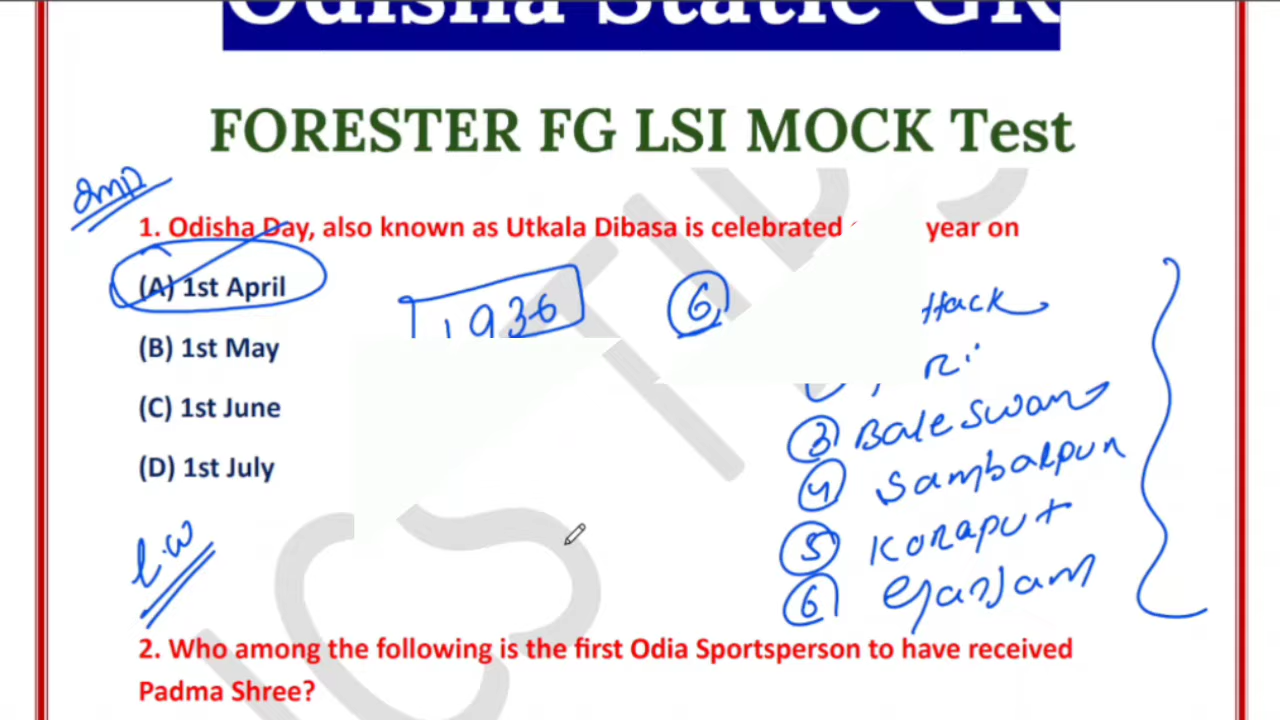 Odisha Static GK
FORESTER FG LSI MOCK Test
Imp
1. Odisha Day, also known as Utkala Dibasa is celebrated year on
(A) 1st April
1936
6
(B) 1st May
(C) 1st June
(D) 1st July
3 Baleswar
4 Sambalpur
5 Koraput
6 Ganjam
L.W
2. Who among the following is the first Odia Sportsperson to have received
Padma Shree?